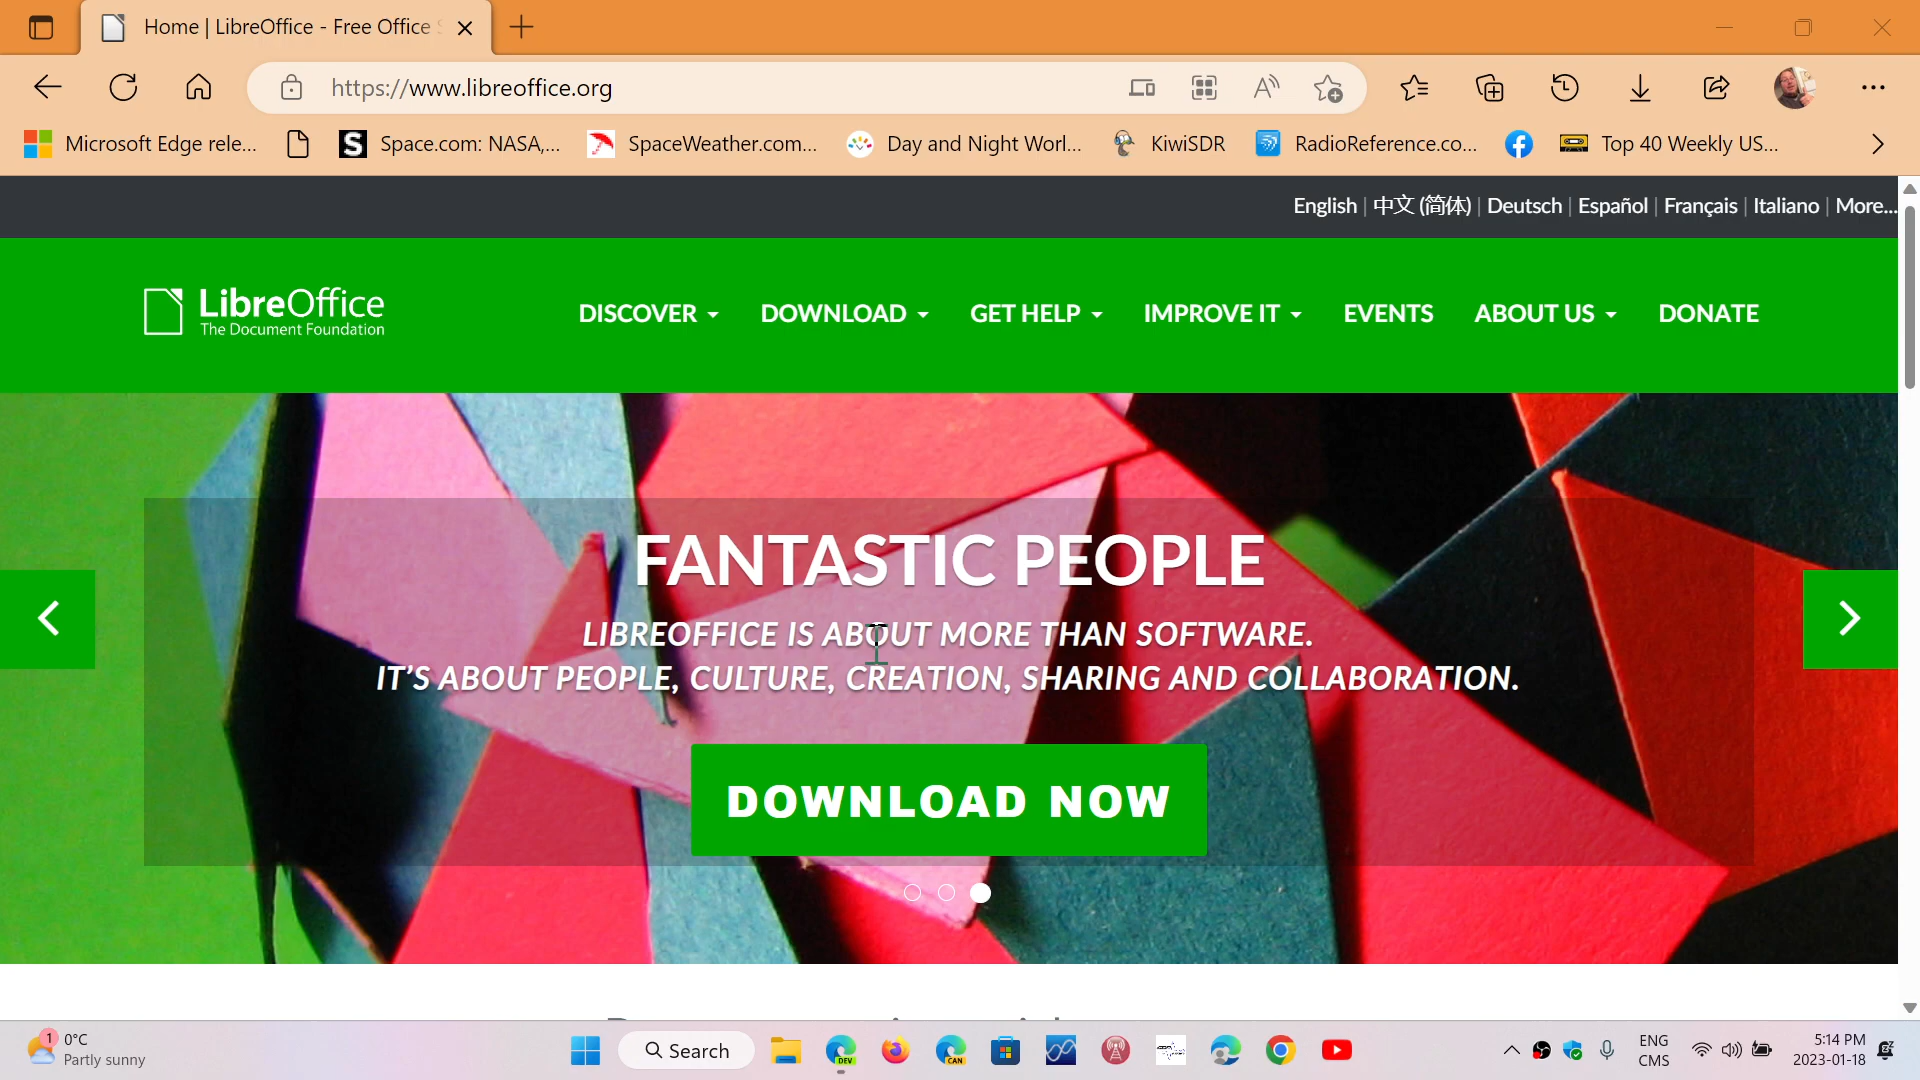 Home | LibreOffice - Free Office S
https://www.libreoffice.org
Microsoft Edge rele...
Space.com: NASA,...
SpaceWeather.com...
Day and Night Worl...
KiwiSDR
RadioReference.co...
Top 40 Weekly US...
English | 中文 (简体) | Deutsch | Español | Français | Italiano | More...
LibreOffice
The Document Foundation
DISCOVER
DOWNLOAD
GET HELP
IMPROVE IT
EVENTS
ABOUT US
DONATE
FANTASTIC PEOPLE
LIBREOFFICE IS ABOUT MORE THAN SOFTWARE.
IT'S ABOUT PEOPLE, CULTURE, CREATION, SHARING AND COLLABORATION.
DOWNLOAD NOW
1
0°C
Partly sunny
Search
DEV
CAN
ENG
CMS
5:14 PM
2023-01-18